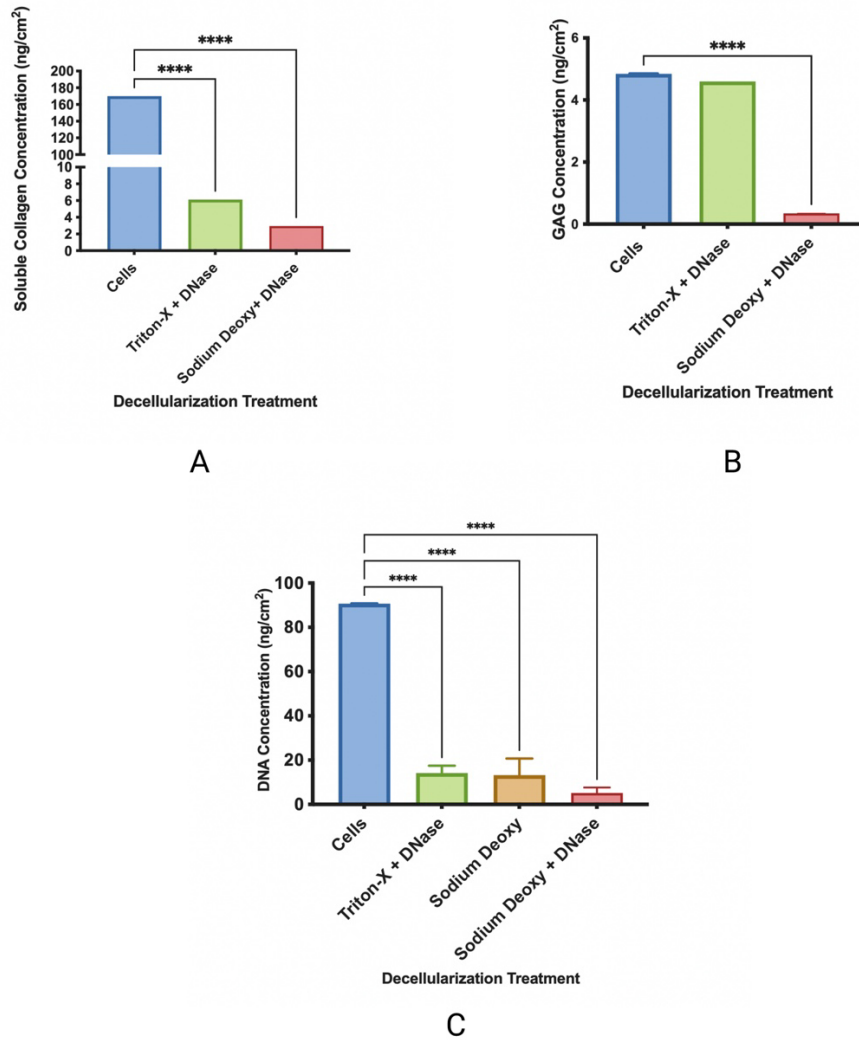 ****
****
Soluble Collagen Concentration (ng/cm²)
200
180
160
140
120
100
10
8
6
4
2
0
Cells
Triton-X + DNase
Sodium Deoxy+ DNase
Decellularization Treatment
A
****
GAG Concentration (ng/cm²)
6
4
2
0
Cells
Triton-X + DNase
Sodium Deoxy + DNase
Decellularization Treatment
B
****
****
****
DNA Concentration (ng/cm²)
100
80
60
40
20
0
Cells
Triton-X + DNase
Sodium Deoxy
Sodium Deoxy + DNase
Decellularization Treatment
C